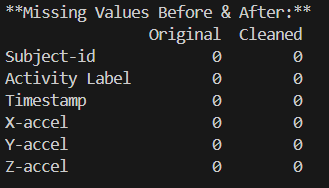 **Missing Values Before & After:**
Original Cleaned
Subject-id 0 0
Activity Label 0 0
Timestamp 0 0
X-accel 0 0
Y-accel 0 0
Z-accel 0 0